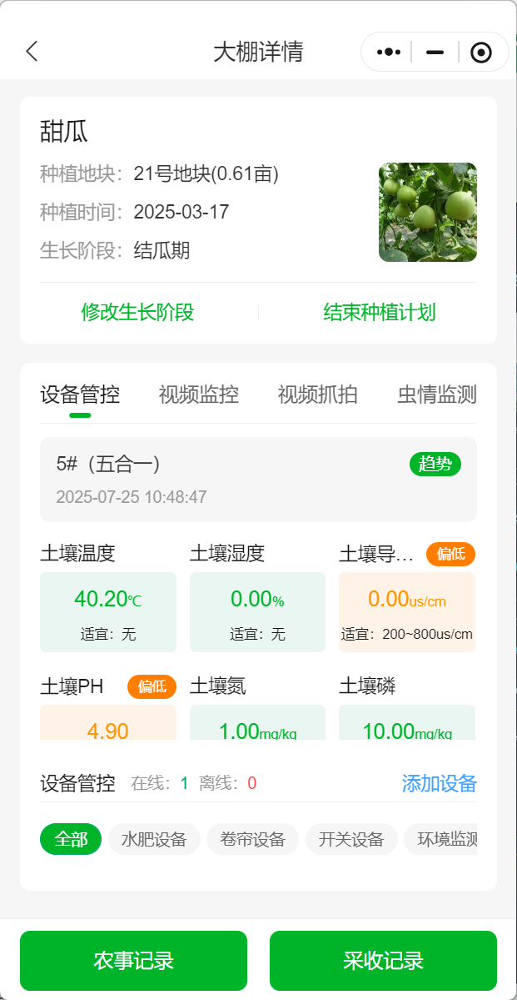 大棚详情
甜瓜
种植地块：21号地块(0.61亩)
种植时间：2025-03-17
生长阶段：结瓜期
修改生长阶段 结束种植计划
设备管控 视频监控 视频抓拍 虫情监测
5#（五合一） 趋势
2025-07-25 10:48:47
土壤温度 土壤湿度 土壤导... 偏低
40.20℃ 0.00% 0.00us/cm
适宜：无 适宜：无 适宜：200~800us/cm
土壤PH 偏低 土壤氮 土壤磷
4.90 1.00mg/kg 10.00mg/kg
设备管控 在线：1 离线：0 添加设备
全部 水肥设备 卷帘设备 开关设备 环境监测
农事记录 采收记录